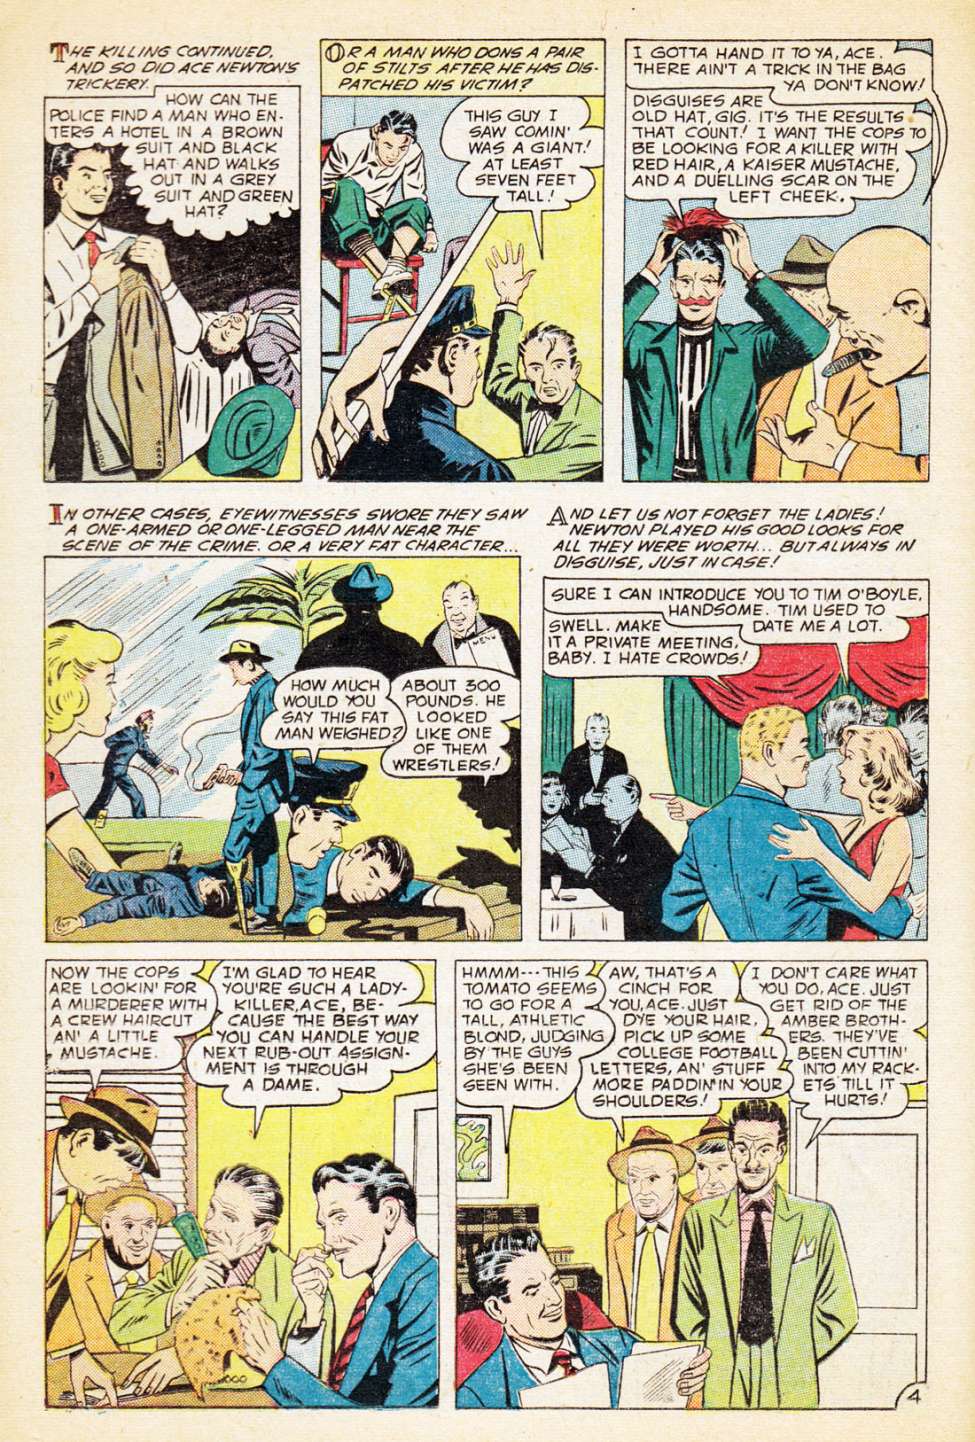 THE KILLING CONTINUED,
AND SO DID ACE NEWTON'S
TRICKERY.
HOW CAN THE
POLICE FIND A MAN WHO EN-
TERS A HOTEL IN A BROWN
SUIT AND BLACK
HAT AND WALKS
OUT IN A GREY
SUIT AND GREEN
HAT?
OR A MAN WHO DONS A PAIR
OF STILTS AFTER HE HAS DIS-
PATCHED HIS VICTIM?
THIS GUY I
SAW COMIN'
WAS A GIANT!
AT LEAST
SEVEN FEET
TALL!
I GOTTA HAND IT TO YA, ACE.
THERE AIN'T A TRICK IN THE BAG
YA DON'T KNOW!
DISGUISES ARE
OLD HAT, GIG. IT'S THE RESULTS
THAT COUNT! I WANT THE COPS TO
BE LOOKING FOR A KILLER WITH
RED HAIR, A KAISER MUSTACHE,
AND A DUELLING SCAR ON THE
LEFT CHEEK.
IN OTHER CASES, EYEWITNESSES SWORE THEY SAW
A ONE-ARMED OR ONE-LEGGED MAN NEAR THE
SCENE OF THE CRIME. OR A VERY FAT CHARACTER...
MENU
HOW MUCH
WOULD YOU
SAY THIS FAT
MAN WEIGHED?
ABOUT 300
POUNDS. HE
LOOKED
LIKE ONE
OF THEM
WRESTLERS!
AND LET US NOT FORGET THE LADIES!
NEWTON PLAYED HIS GOOD LOOKS FOR
ALL THEY WERE WORTH... BUT ALWAYS IN
DISGUISE, JUST IN CASE!
SURE I CAN INTRODUCE YOU TO TIM O'BOYLE,
HANDSOME. TIM USED TO
DATE ME A LOT.
SWELL. MAKE
IT A PRIVATE MEETING,
BABY. I HATE CROWDS!
NOW THE COPS
ARE LOOKIN' FOR
A MURDERER WITH
A CREW HAIRCUT
AN' A LITTLE
MUSTACHE.
I'M GLAD TO HEAR
YOU'RE SUCH A LADY-
KILLER, ACE, BE-
CAUSE THE BEST WAY
YOU CAN HANDLE YOUR
NEXT RUB-OUT ASSIGN-
MENT IS THROUGH
A DAME.
HMMM---THIS
TOMATO SEEMS
TO GO FOR A
TALL, ATHLETIC
BLOND, JUDGING
BY THE GUYS
SHE'S BEEN
SEEN WITH.
AW, THAT'S A
CINCH FOR
YOU, ACE. JUST
DYE YOUR HAIR,
PICK UP SOME
COLLEGE FOOTBALL
LETTERS, AN' STUFF
MORE PADDIN' IN YOUR
SHOULDERS!
I DON'T CARE WHAT
YOU DO, ACE. JUST
GET RID OF THE
AMBER BROTH-
ERS. THEY'VE
BEEN CUTTIN'
INTO MY RACK-
ETS TILL IT
HURTS!
4